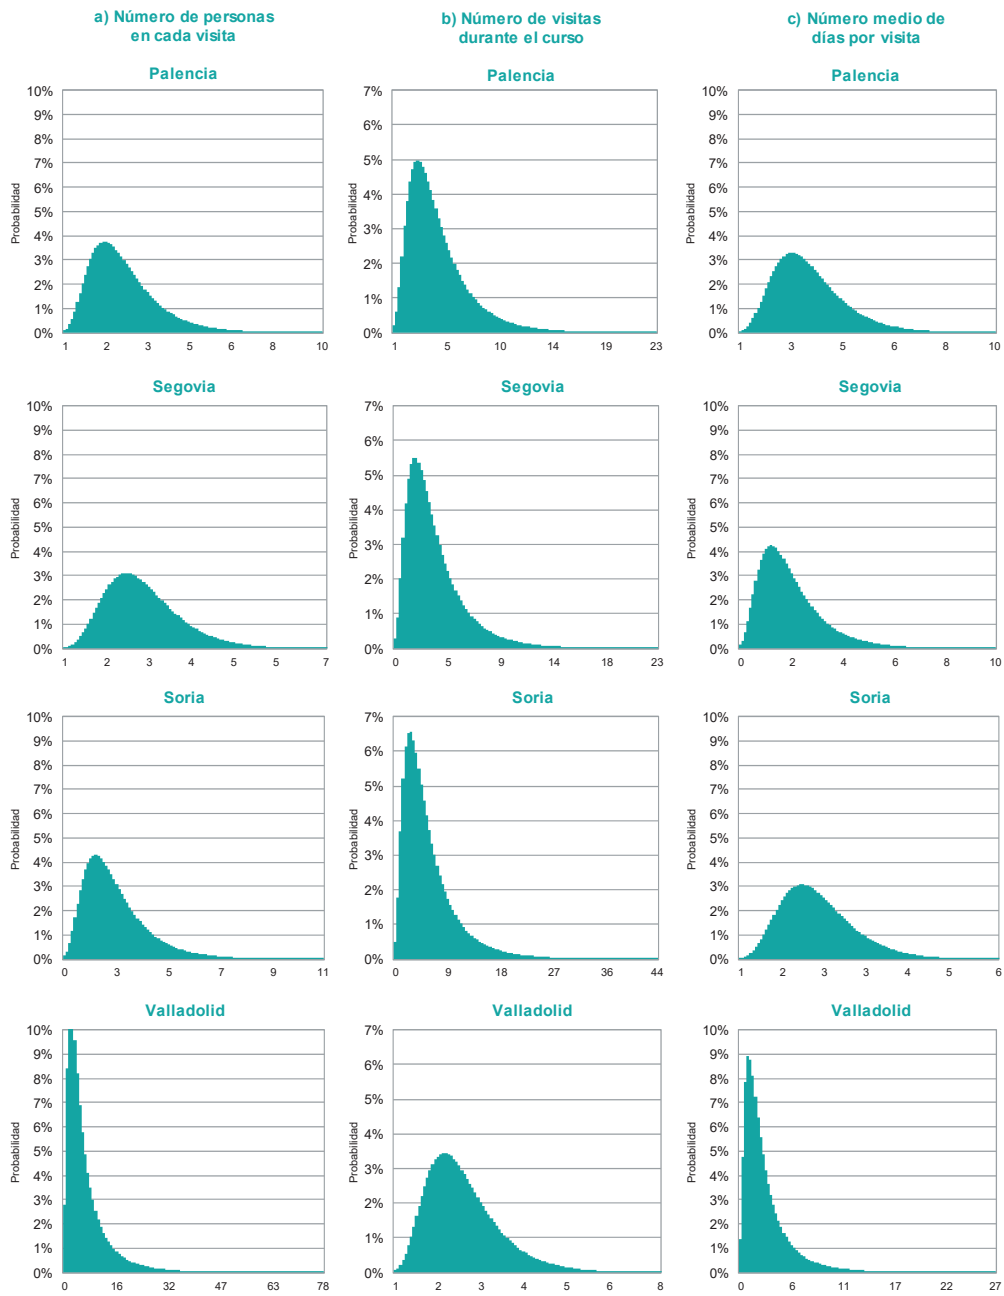 a) Número de personas
en cada visita
b) Número de visitas
durante el curso
c) Número medio de
días por visita
Palencia
10%
9%
8%
7%
6%
5%
4%
3%
2%
1%
0%
Probabilidad
1 2 3 5 6 8 10
Palencia
7%
6%
5%
4%
3%
2%
1%
0%
Probabilidad
1 5 10 14 19 23
Palencia
10%
9%
8%
7%
6%
5%
4%
3%
2%
1%
0%
Probabilidad
1 3 5 6 8 10
Segovia
10%
9%
8%
7%
6%
5%
4%
3%
2%
1%
0%
Probabilidad
1 2 3 4 5 5 7
Segovia
7%
6%
5%
4%
3%
2%
1%
0%
Probabilidad
0 5 9 14 18 23
Segovia
10%
9%
8%
7%
6%
5%
4%
3%
2%
1%
0%
Probabilidad
0 2 4 6 8 10
Soria
10%
9%
8%
7%
6%
5%
4%
3%
2%
1%
0%
Probabilidad
0 3 5 7 9 11
Soria
7%
6%
5%
4%
3%
2%
1%
0%
Probabilidad
0 9 18 27 36 44
Soria
10%
9%
8%
7%
6%
5%
4%
3%
2%
1%
0%
Probabilidad
1 2 3 3 4 5 6
Valladolid
10%
9%
8%
7%
6%
5%
4%
3%
2%
1%
0%
Probabilidad
0 16 32 47 63 78
Valladolid
7%
6%
5%
4%
3%
2%
1%
0%
Probabilidad
1 2 3 4 5 6 8
Valladolid
10%
9%
8%
7%
6%
5%
4%
3%
2%
1%
0%
Probabilidad
0 6 11 17 22 27